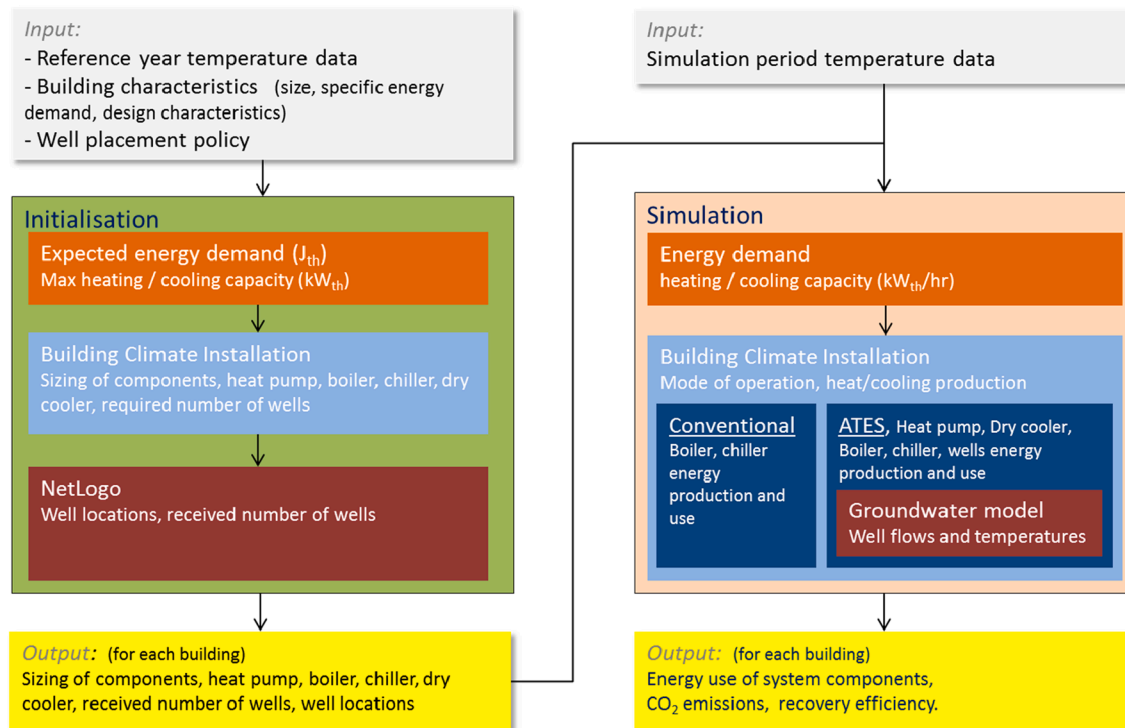 Input:
- Reference year temperature data
- Building characteristics (size, specific energy
demand, design characteristics)
- Well placement policy
Initialisation
Expected energy demand (Jth)
Max heating / cooling capacity (kWth)
Building Climate Installation
Sizing of components, heat pump, boiler, chiller, dry
cooler, required number of wells
NetLogo
Well locations, received number of wells
Output: (for each building)
Sizing of components, heat pump, boiler, chiller, dry
cooler, received number of wells, well locations
Input:
Simulation period temperature data
Simulation
Energy demand
heating / cooling capacity (kWth/hr)
Building Climate Installation
Mode of operation, heat/cooling production
Conventional
Boiler, chiller
energy
production and
use
ATES, Heat pump, Dry cooler,
Boiler, chiller, wells energy
production and use
Groundwater model
Well flows and temperatures
Output: (for each building)
Energy use of system components,
CO2 emissions, recovery efficiency.